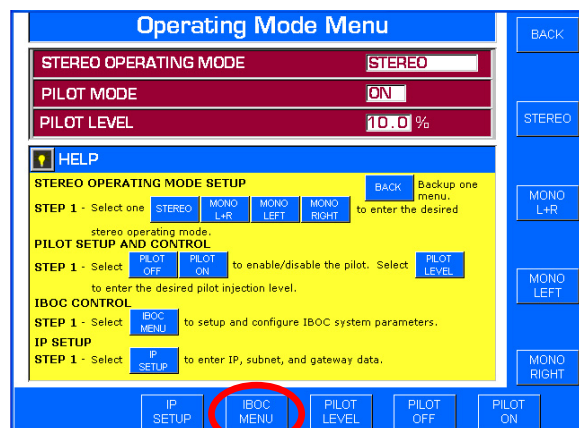 Operating Mode Menu
BACK
STEREO OPERATING MODE STEREO
PILOT MODE ON
PILOT LEVEL 10.0 %
STEREO
HELP
STEREO OPERATING MODE SETUP BACK Backup one menu.
STEP 1 - Select one STEREO MONO L+R MONO LEFT MONO RIGHT to enter the desired
stereo operating mode.
PILOT SETUP AND CONTROL
STEP 1 - Select PILOT OFF PILOT ON to enable/disable the pilot. Select PILOT LEVEL
to enter the desired pilot injection level.
IBOC CONTROL
STEP 1 - Select IBOC MENU to setup and configure IBOC system parameters.
IP SETUP
STEP 1 - Select IP SETUP to enter IP, subnet, and gateway data.
MONO
L+R
MONO
LEFT
MONO
RIGHT
IP
SETUP
IBOC
MENU
PILOT
LEVEL
PILOT
OFF
PILOT
ON